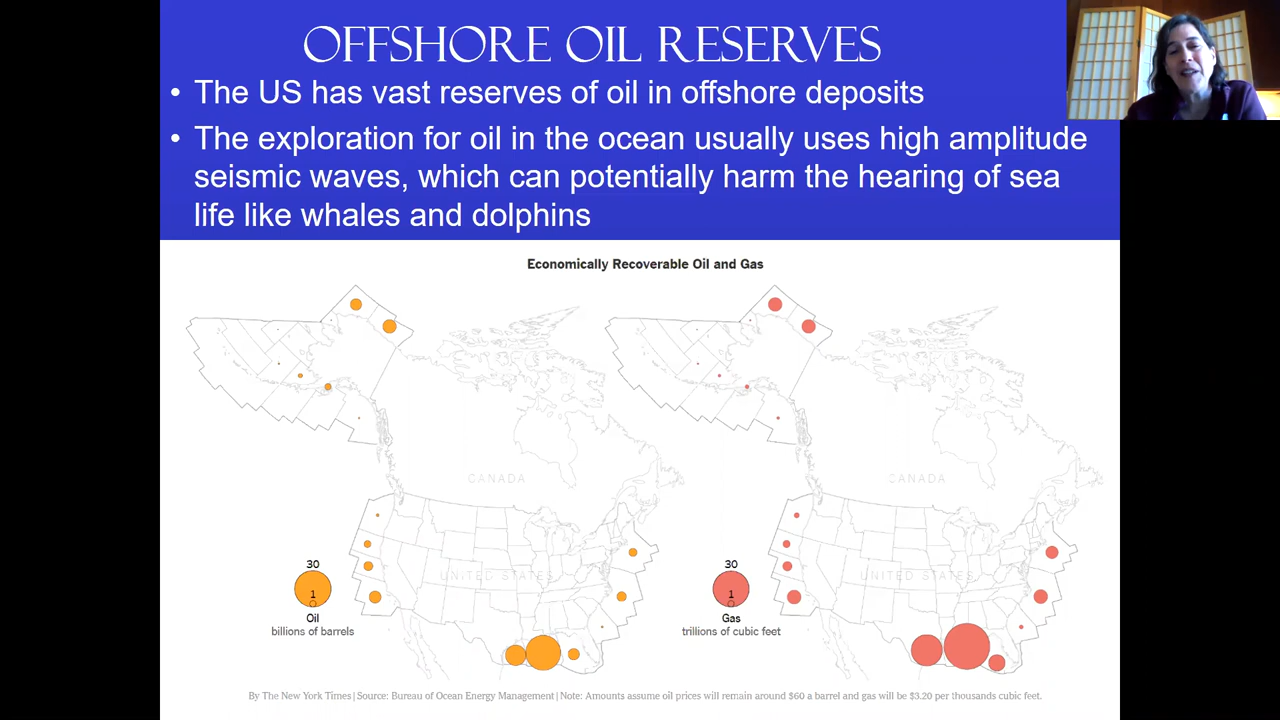 OFFSHORE OIL RESERVES
• The US has vast reserves of oil in offshore deposits
• The exploration for oil in the ocean usually uses high amplitude
seismic waves, which can potentially harm the hearing of sea
life like whales and dolphins
Economically Recoverable Oil and Gas
CANADA
UNITED STATES
30
1
Oil
billions of barrels
CANADA
UNITED STATES
30
1
Gas
trillions of cubic feet
By The New York Times | Source: Bureau of Ocean Energy Management | Note: Amounts assume oil prices will remain around $60 a barrel and gas will be $3.20 per thousands cubic feet.